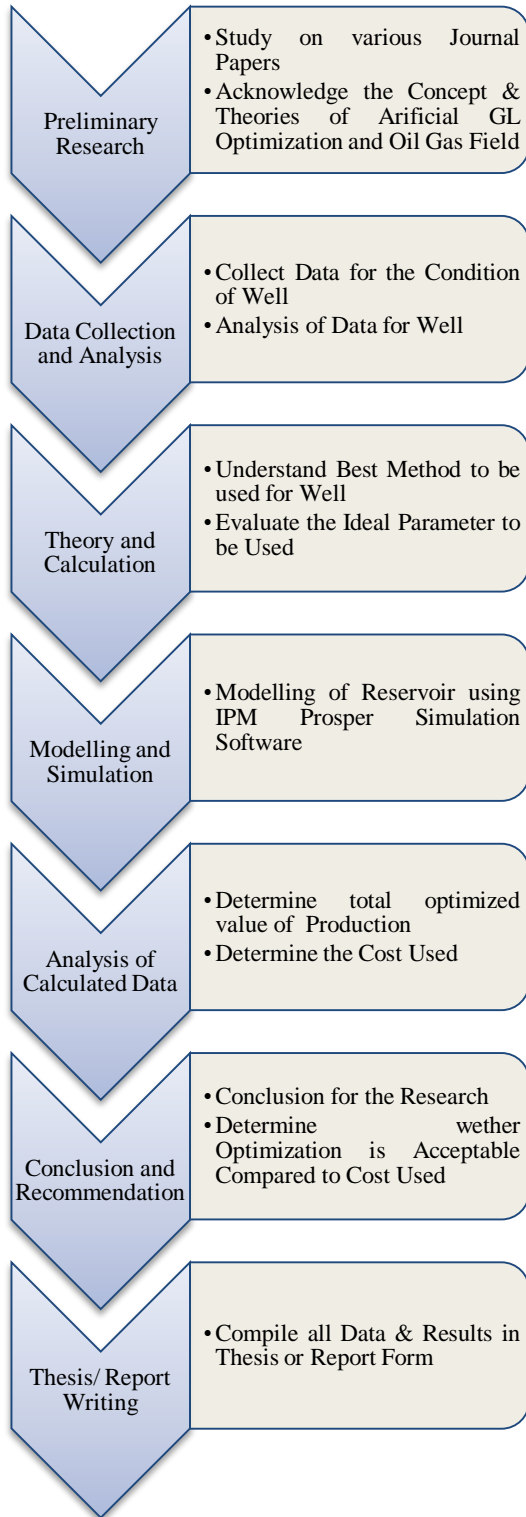 Preliminary
Research
• Study on various Journal
Papers
• Acknowledge the Concept &
Theories of Arificial GL
Optimization and Oil Gas Field
Data Collection
and Analysis
• Collect Data for the Condition
of Well
• Analysis of Data for Well
Theory and
Calculation
• Understand Best Method to be
used for Well
• Evaluate the Ideal Parameter to
be Used
Modelling and
Simulation
• Modelling of Reservoir using
IPM Prosper Simulation
Software
Analysis of
Calculated Data
• Determine total optimized
value of Production
• Determine the Cost Used
Conclusion and
Recommendation
• Conclusion for the Research
• Determine wether
Optimization is Acceptable
Compared to Cost Used
Thesis/ Report
Writing
• Compile all Data & Results in
Thesis or Report Form